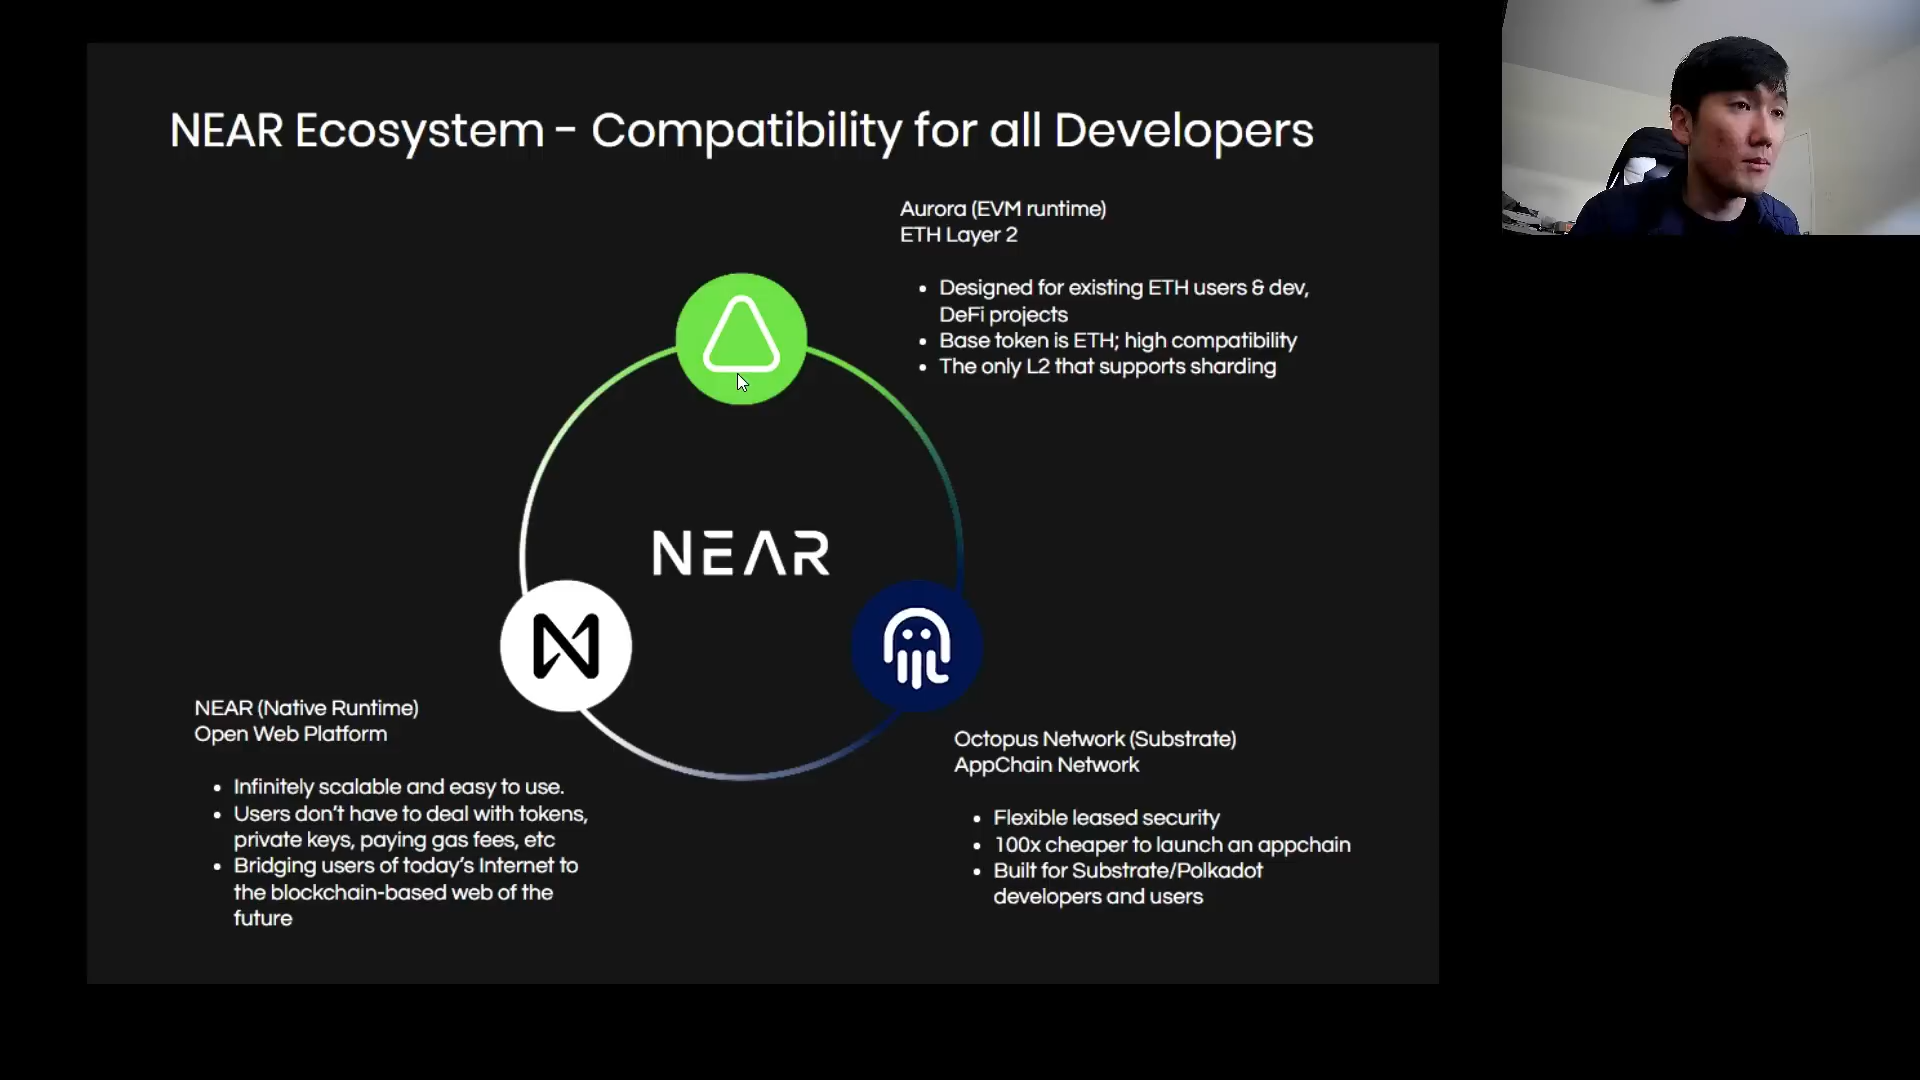 NEAR Ecosystem - Compatibility for all Developers
Aurora (EVM runtime)
ETH Layer 2
• Designed for existing ETH users & dev,
DeFi projects
• Base token is ETH; high compatibility
• The only L2 that supports sharding
NEAR
NEAR (Native Runtime)
Open Web Platform
• Infinitely scalable and easy to use.
• Users don't have to deal with tokens,
private keys, paying gas fees, etc
• Bridging users of today's Internet to
the blockchain-based web of the
future
Octopus Network (Substrate)
AppChain Network
• Flexible leased security
• 100x cheaper to launch an appchain
• Built for Substrate/Polkadot
developers and users